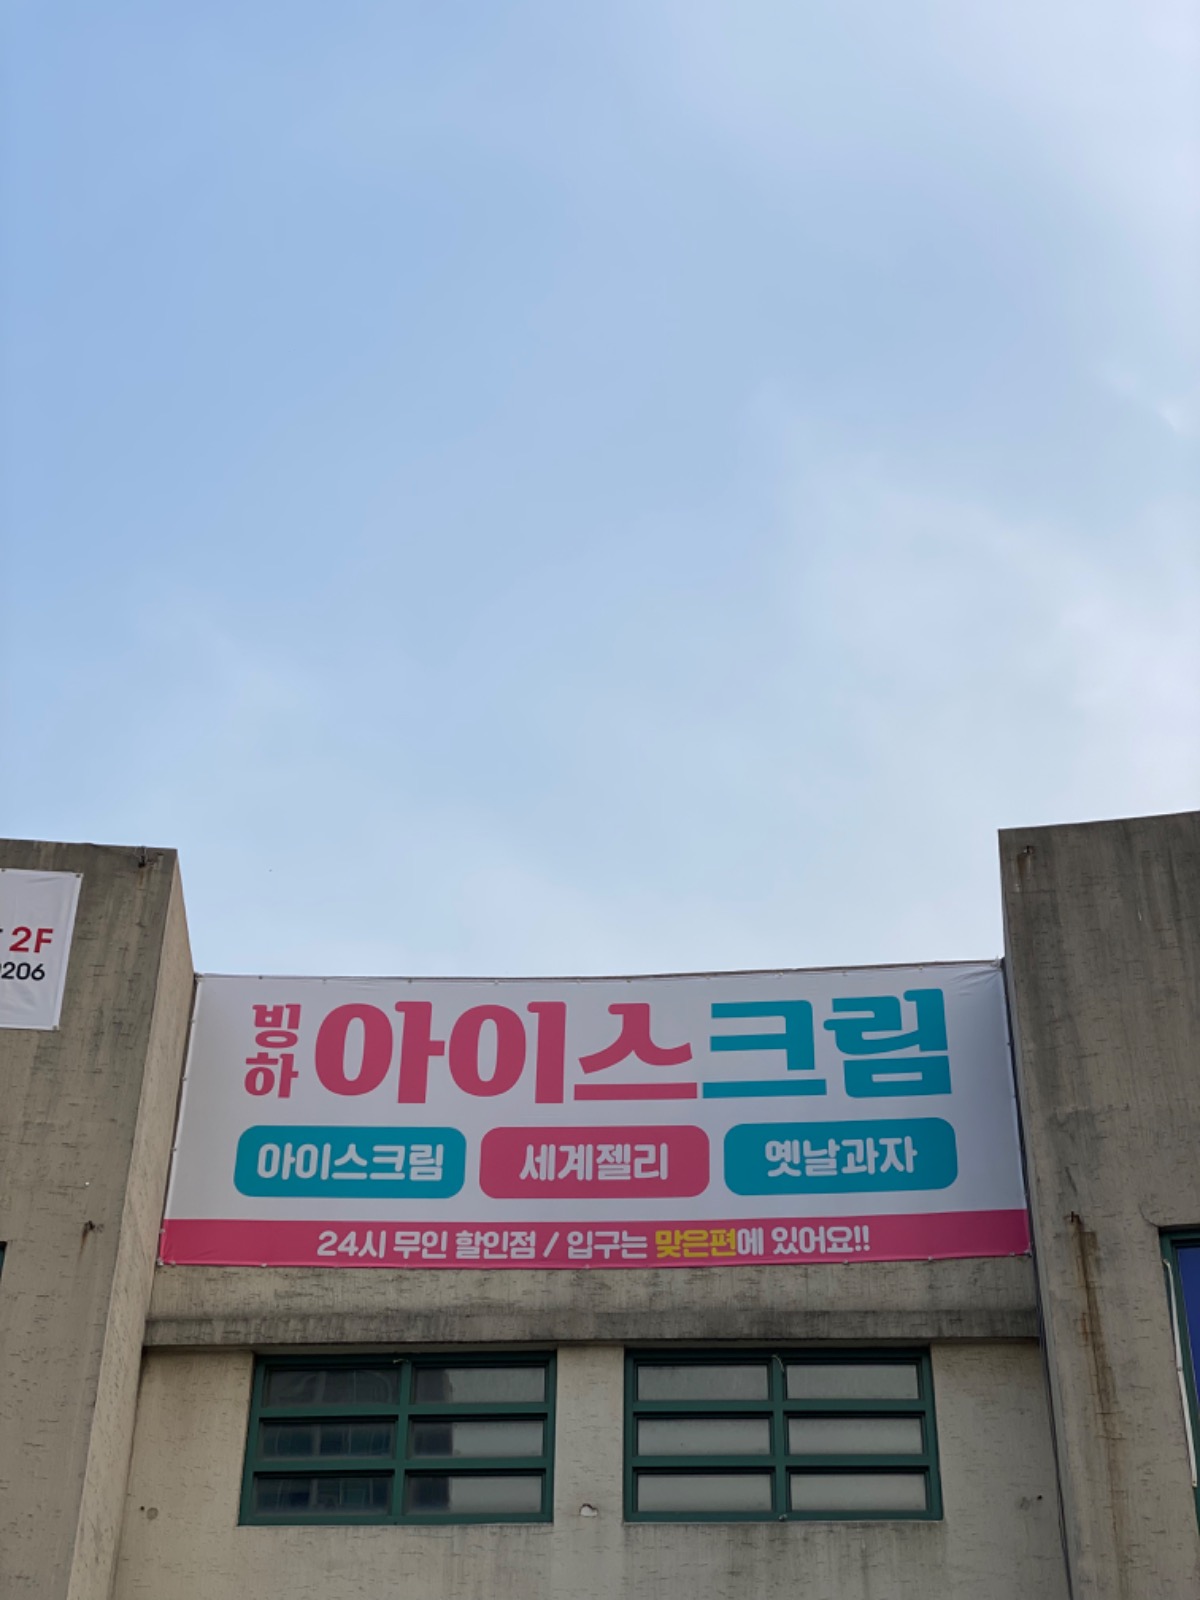 2F
0206
빙하 아이스크림
아이스크림 세계젤리 옛날과자
24시 무인 할인점 / 입구는 맞은편에 있어요!!